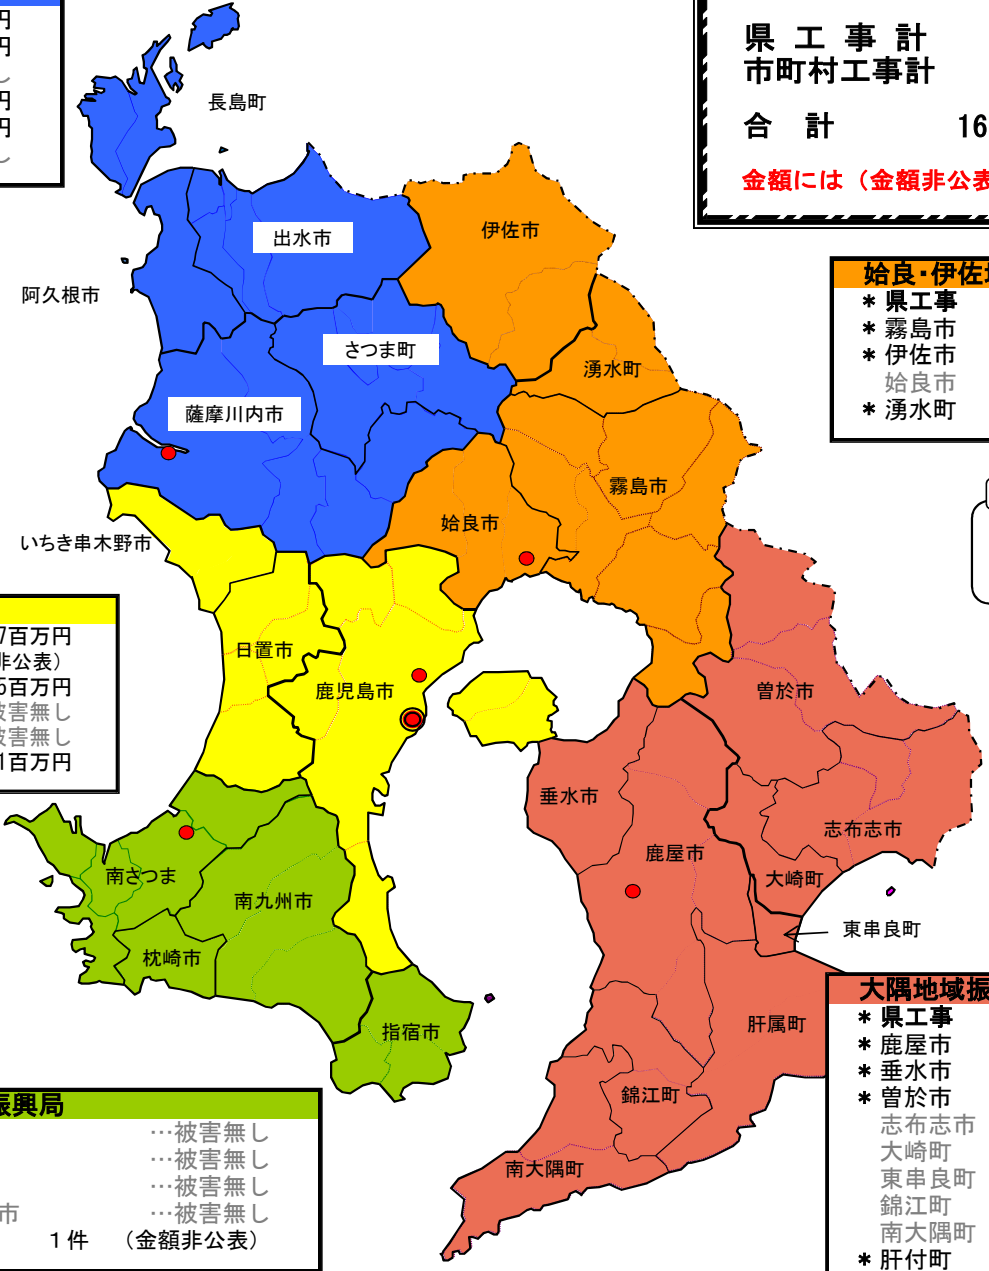 円
円
し
円
円
し
県 工 事 計
市町村工事計
合 計 16
金額には（金額非公表
長島町
出水市
阿久根市
さつま町
薩摩川内市
いちき串木野市
伊佐市
湧水町
霧島市
姶良市
姶良・伊佐
* 県工事
* 霧島市
* 伊佐市
姶良市
* 湧水町
7百万円
非公表）
5百万円
被害無し
被害無し
1百万円
日置市
鹿児島市
曽於市
垂水市
志布志市
鹿屋市
大崎町
東串良町
南さつま
南九州市
枕崎市
指宿市
肝属町
錦江町
南大隅町
大隅地域振
* 県工事
* 鹿屋市
* 垂水市
* 曽於市
志布志市
大崎町
東串良町
錦江町
南大隅町
* 肝付町
振興局
…被害無し
…被害無し
…被害無し
市 …被害無し
1件 （金額非公表）